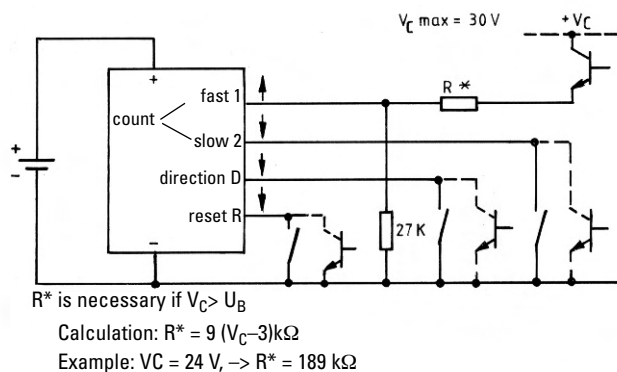 V_C max = 30 V
+ V_C
+
fast 1
R *
count
slow 2
+
-
direction D
reset R
27 K
–
R* is necessary if V_C> U_B
Calculation: R* = 9 (V_C–3)kΩ
Example: VC = 24 V, –> R* = 189 kΩ